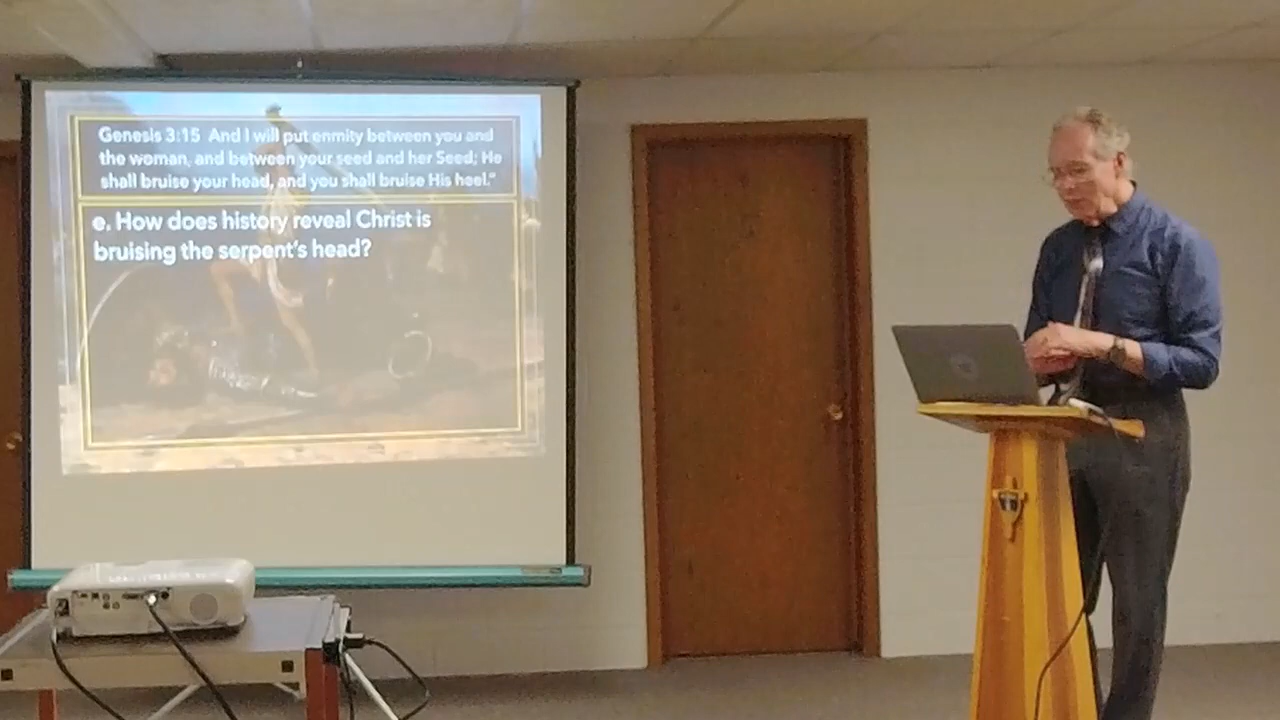 Genesis 3:15 And I will put enmity between you and
the woman, and between your seed and her Seed; He
shall bruise your head, and you shall bruise His heel."
e. How does history reveal Christ is
bruising the serpent's head?